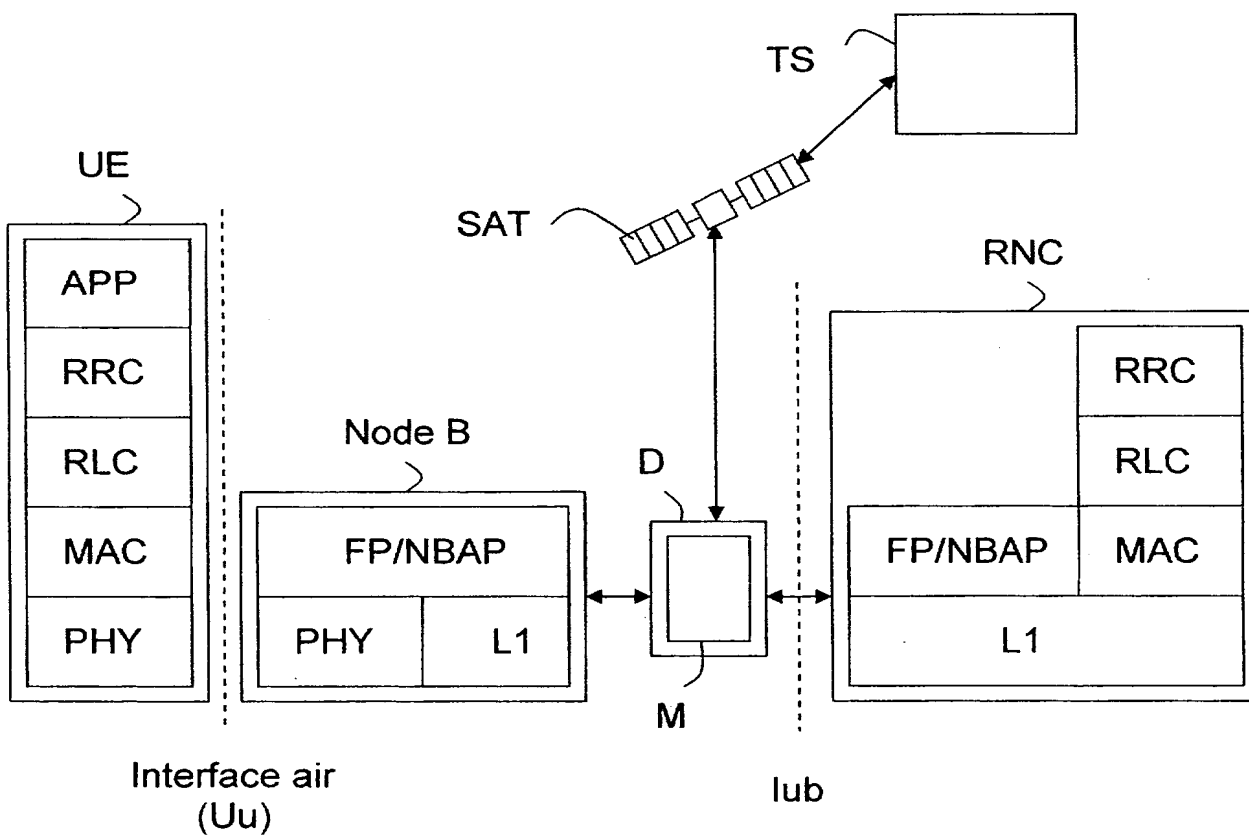 TS
UE
SAT
RNC
APP
RRC
RLC
MAC
PHY
Node B
FP/NBAP
PHY
L1
D
M
RRC
RLC
FP/NBAP
MAC
L1
Interface air
(Uu)
Iub